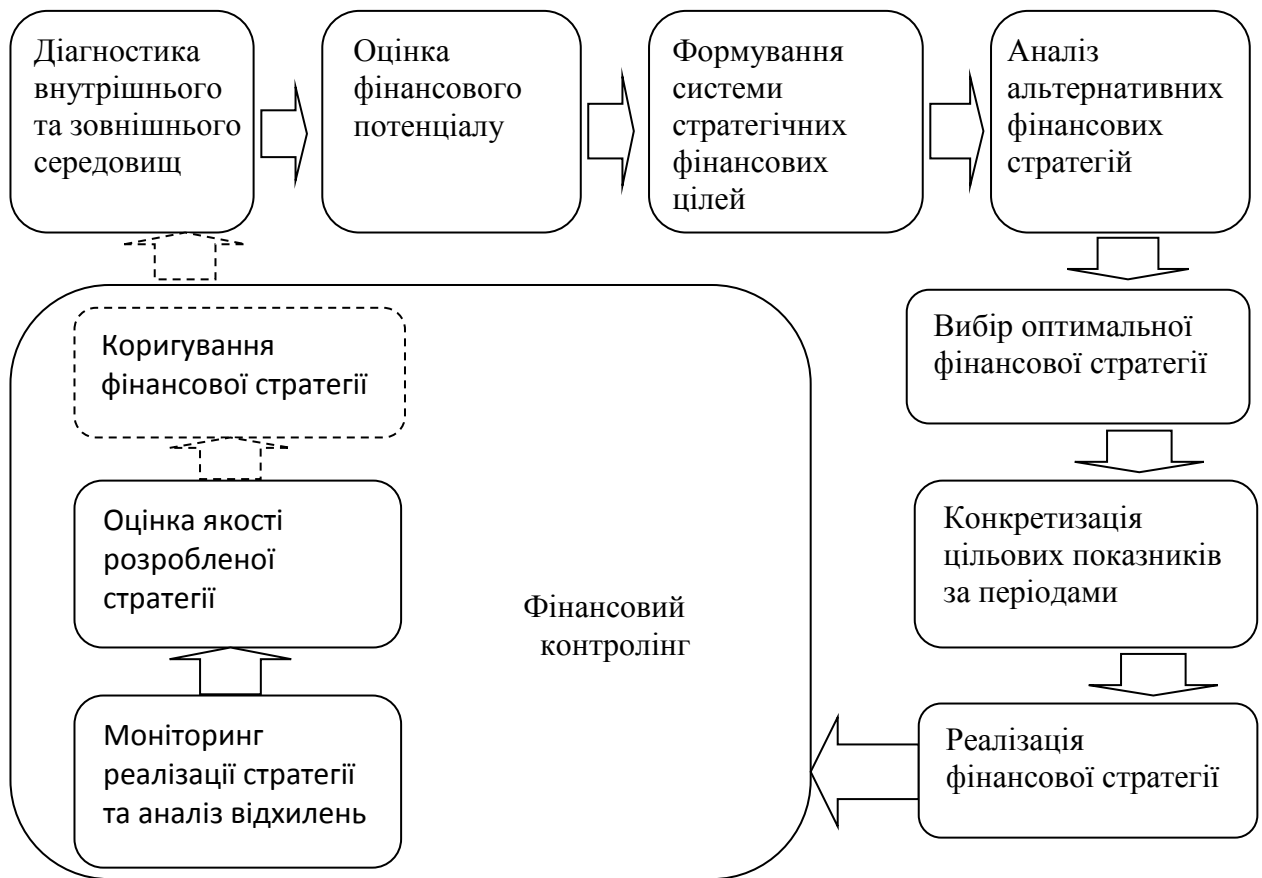 Діагностика
внутрішнього
та зовнішнього
середовищ
Оцінка
фінансового
потенціалу
Формування
системи
стратегічних
фінансових
цілей
Аналіз
альтернативних
фінансових
стратегій
Вибір оптимальної
фінансової стратегії
Конкретизація
цільових показників
за періодами
Реалізація
фінансової стратегії
Фінансовий
контролінг
Моніторинг
реалізації стратегії
та аналіз відхилень
Оцінка якості
розробленої
стратегії
Коригування
фінансової стратегії